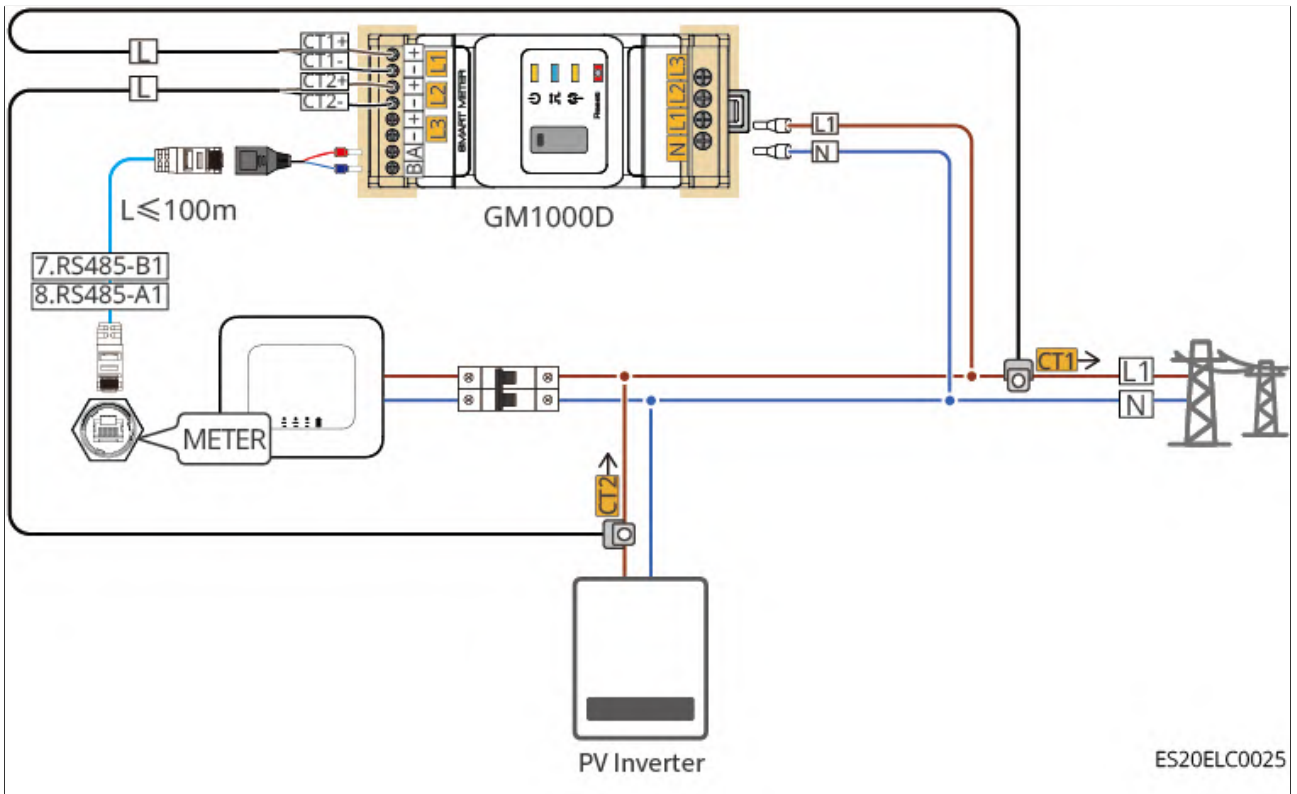 L
CT1+
CT1-
L
CT2+
CT2-
+
-
+
-
+
-
A
B
L1
L2
L3
SMART METER
Reset
L3
L2
L1
N
L1
N
L≤100m
GM1000D
7.RS485-B1
8.RS485-A1
CT1
L1
N
METER
CT2
PV Inverter
ES20ELC0025